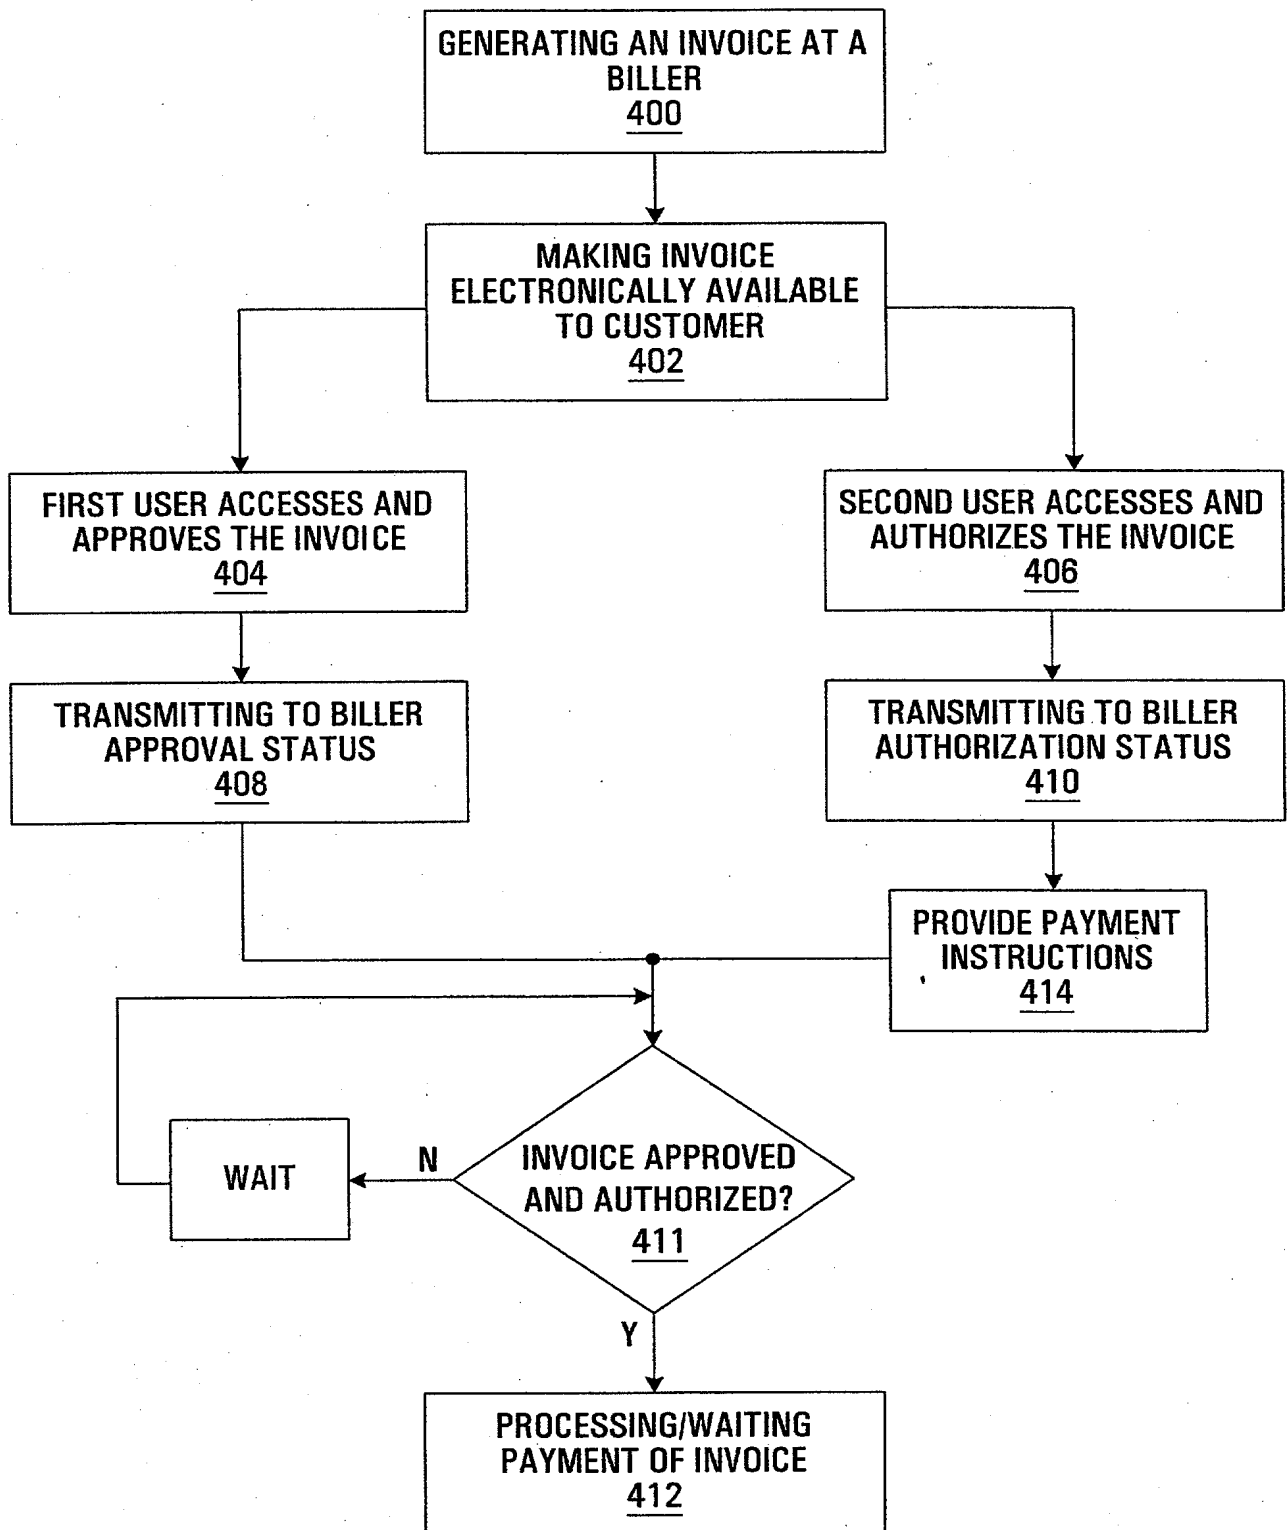 GENERATING AN INVOICE AT A
BILLER
400
MAKING INVOICE
ELECTRONICALLY AVAILABLE
TO CUSTOMER
402
FIRST USER ACCESSES AND
APPROVES THE INVOICE
404
SECOND USER ACCESSES AND
AUTHORIZES THE INVOICE
406
TRANSMITTING TO BILLER
APPROVAL STATUS
408
TRANSMITTING TO BILLER
AUTHORIZATION STATUS
410
PROVIDE PAYMENT
INSTRUCTIONS
414
WAIT
N
INVOICE APPROVED
AND AUTHORIZED?
411
Y
PROCESSING/WAITING
PAYMENT OF INVOICE
412